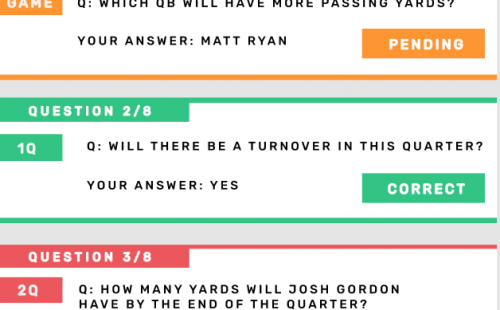 GAME
Q: WHICH QB WILL HAVE MORE PASSING YARDS?
YOUR ANSWER: MATT RYAN
PENDING
QUESTION 2/8
1Q
Q: WILL THERE BE A TURNOVER IN THIS QUARTER?
YOUR ANSWER: YES
CORRECT
QUESTION 3/8
2Q
Q: HOW MANY YARDS WILL JOSH GORDON
HAVE BY THE END OF THE QUARTER?